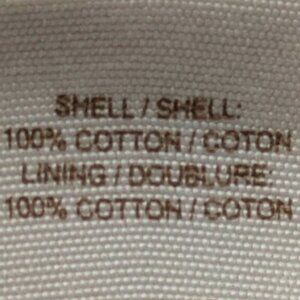 SHELL / SHELL:
100% COTTON / COTON
LINING / DOUBLURE:
100% COTTON / COTON